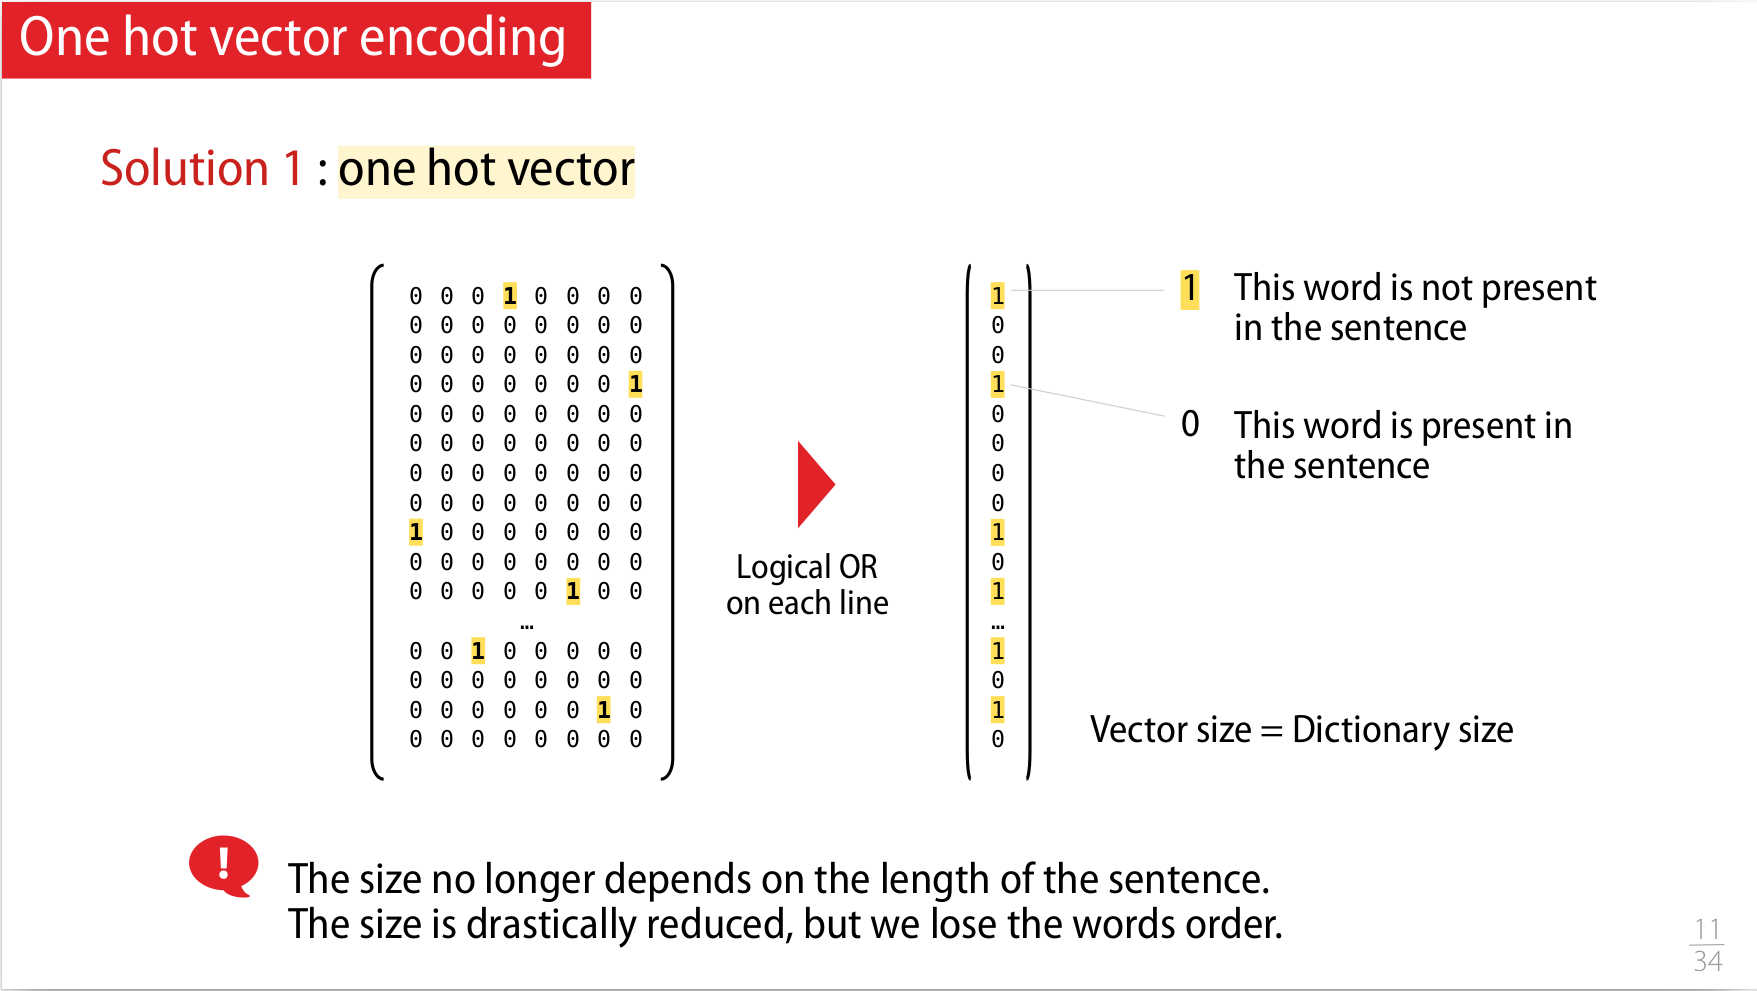 One hot vector encoding
Solution 1 : one hot vector
0 0 0 1 0 0 0 0
0 0 0 0 0 0 0 0
0 0 0 0 0 0 0 0
0 0 0 0 0 0 0 1
0 0 0 0 0 0 0 0
0 0 0 0 0 0 0 0
0 0 0 0 0 0 0 0
0 0 0 0 0 0 0 0
1 0 0 0 0 0 0 0
0 0 0 0 0 0 0 0
0 0 0 0 0 1 0 0
…
0 0 1 0 0 0 0 0
0 0 0 0 0 0 0 0
0 0 0 0 0 0 1 0
0 0 0 0 0 0 0 0
Logical OR
on each line
1
0
0
1
0
0
0
0
1
0
1
…
1
0
1
0
1 This word is not present
in the sentence
0 This word is present in
the sentence
Vector size = Dictionary size
!
The size no longer depends on the length of the sentence.
The size is drastically reduced, but we lose the words order.
11
34